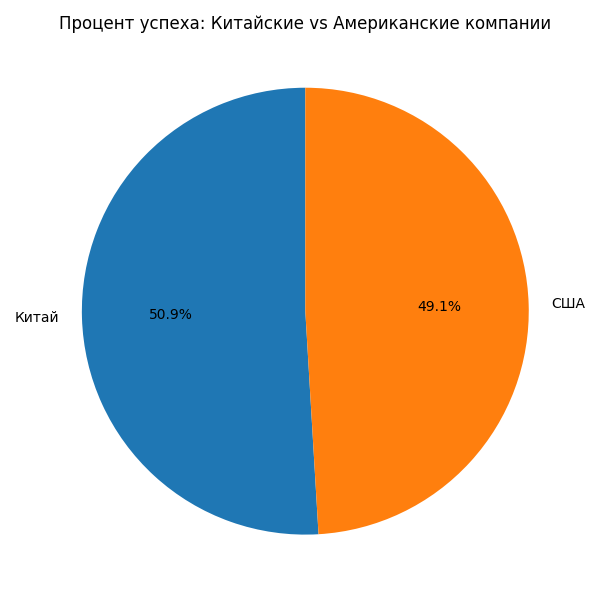 Процент успеха: Китайские vs Американские компании
США
49.1%
50.9%
Китай